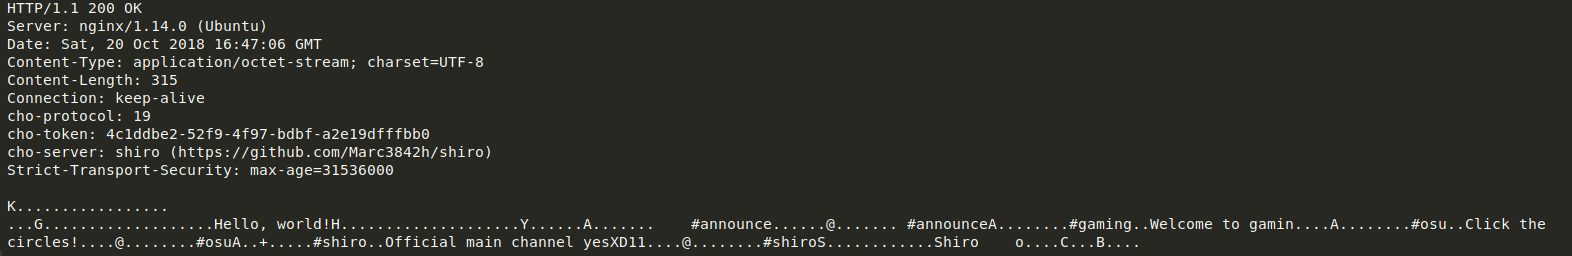 HTTP/1.1 200 OK
Server: nginx/1.14.0 (Ubuntu)
Date: Sat, 20 Oct 2018 16:47:06 GMT
Content-Type: application/octet-stream; charset=UTF-8
Content-Length: 315
Connection: keep-alive
cho-protocol: 19
cho-token: 4c1ddbe2-52f9-4f97-bdbf-a2e19dfffbb0
cho-server: shiro (https://github.com/Marc3842h/shiro)
Strict-Transport-Security: max-age=31536000

K.................
...G...................Hello, world!H....................Y......A.......    #announce......@....... #announceA........#gaming..Welcome to gamin....A........#osu..Click the
circles!....@........#osuA..+.....#shiro..Official main channel yesXD11....@........#shiroS............Shiro    o....C...B....